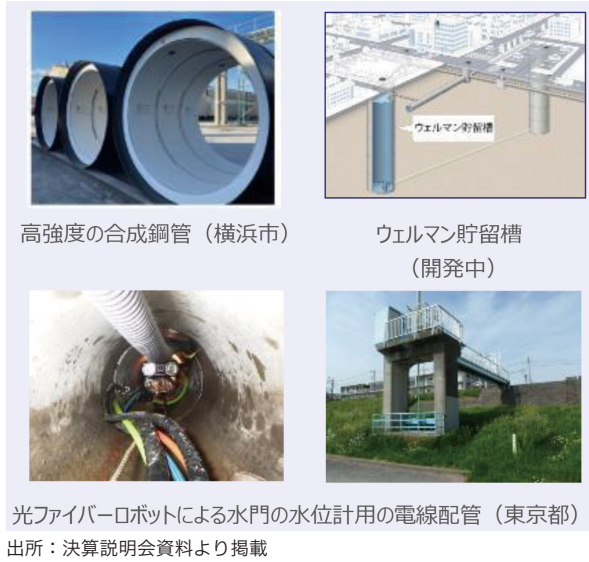 ウェルマン貯留槽
高強度の合成鋼管（横浜市）
ウェルマン貯留槽
（開発中）
光ファイバーロボットによる水門の水位計用の電線配管（東京都）
出所：決算説明会資料より掲載